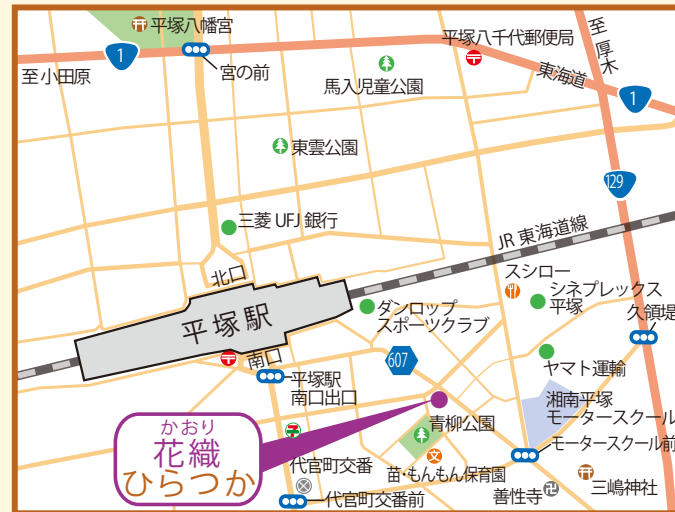 平塚八幡宮
1
至小田原
宮の前
平塚八千代郵便局
馬入児童公園
東海道
至厚木
1
東雲公園
129
三菱UFJ銀行
JR東海道線
北口
平塚駅
南口
スシロー
シネプレックス
平塚
久領堤
ダンロップ
スポーツクラブ
607
ヤマト運輸
平塚駅
南口出口
湘南平塚
モータースクール
青柳公園
モータースクール前
かおり
花織
ひらつか
7
代官町交番
文
苗・もんもん保育園
代官町交番前
善性寺
三嶋神社